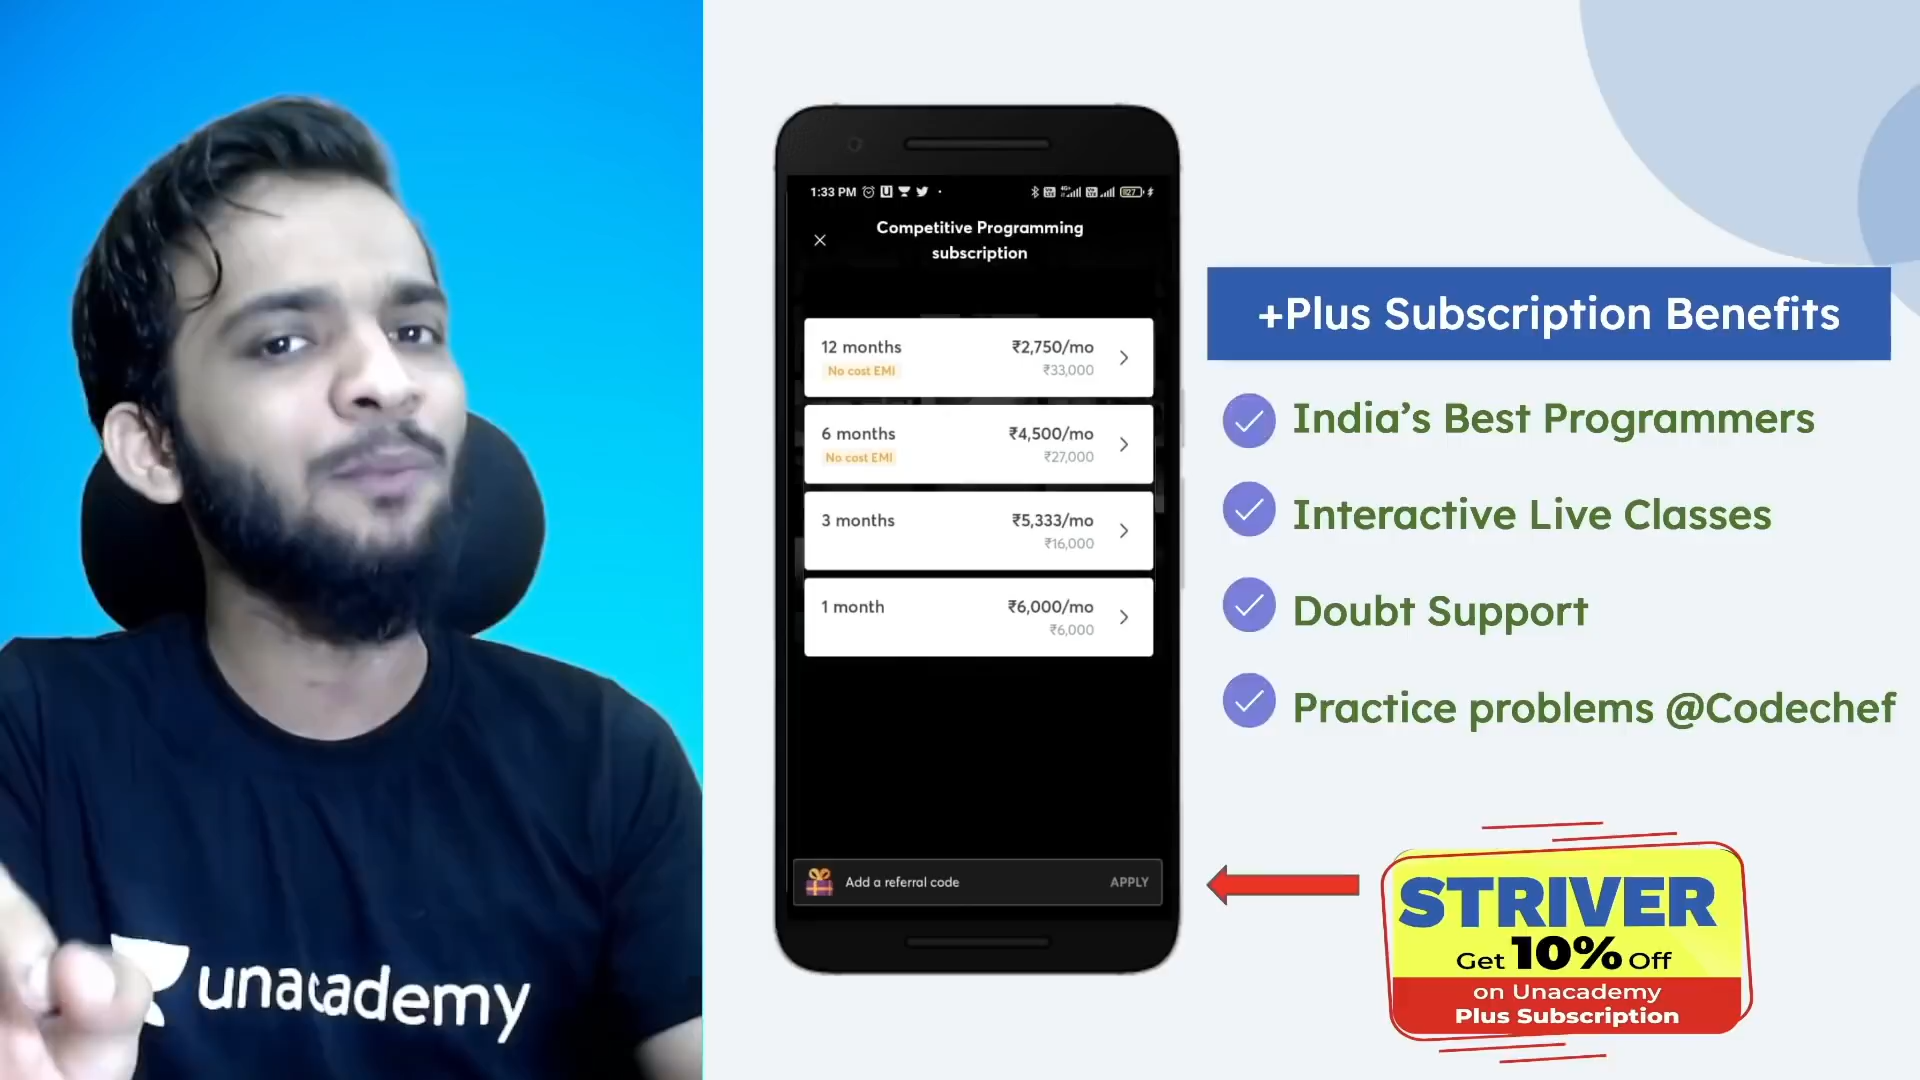 unacademy
1:33 PM
Competitive Programming
subscription
12 months
₹2,750/mo
No cost EMI
₹33,000
6 months
₹4,500/mo
No cost EMI
₹27,000
3 months
₹5,333/mo
₹16,000
1 month
₹6,000/mo
₹6,000
Add a referral code
APPLY
+Plus Subscription Benefits
India’s Best Programmers
Interactive Live Classes
Doubt Support
Practice problems @Codechef
STRIVER
Get 10% Off
on Unacademy
Plus Subscription